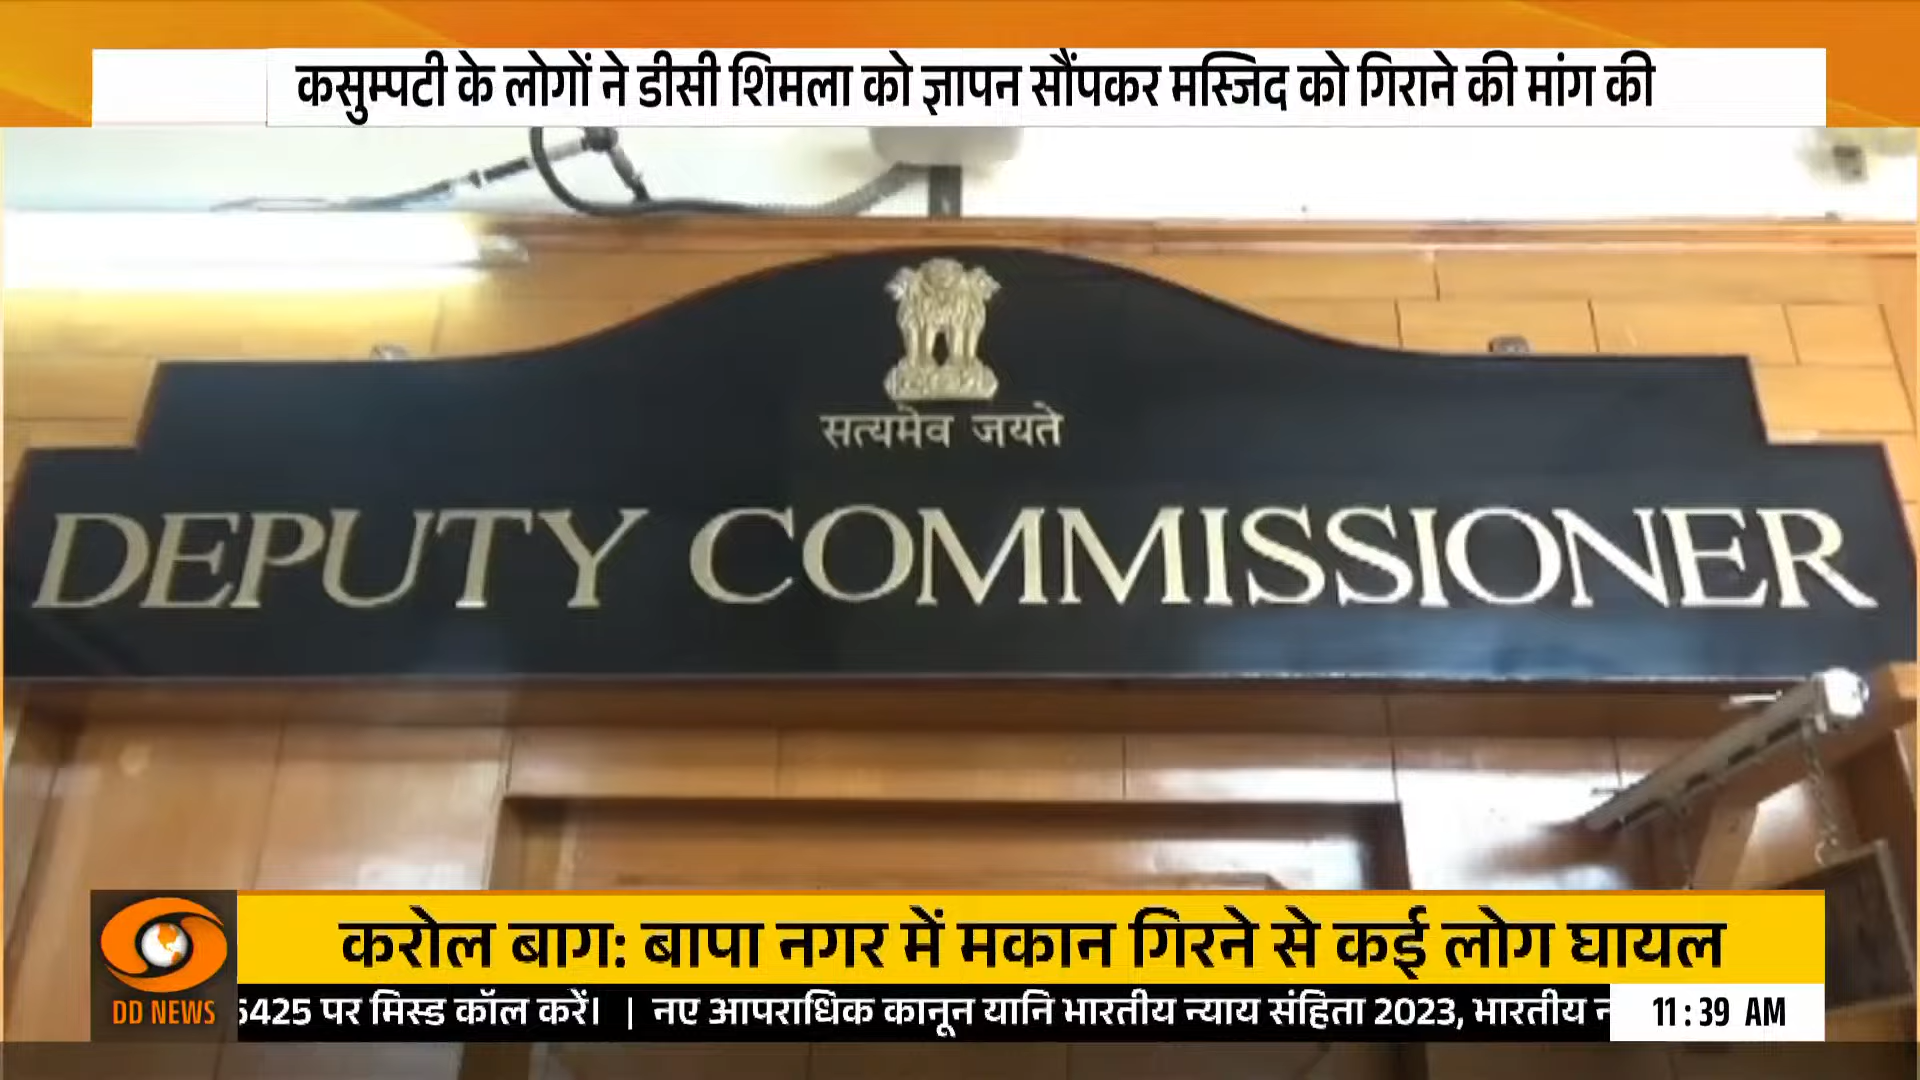 कसुम्पटी के लोगों ने डीसी शिमला को ज्ञापन सौंपकर मस्जिद को गिराने की मांग की
सत्यमेव जयते
DEPUTY COMMISSIONER
करोल बाग: बापा नगर में मकान गिरने से कई लोग घायल
DD NEWS
5425 पर मिस्ड कॉल करें। | नए आपराधिक कानून यानि भारतीय न्याय संहिता 2023, भारतीय
11:39 AM